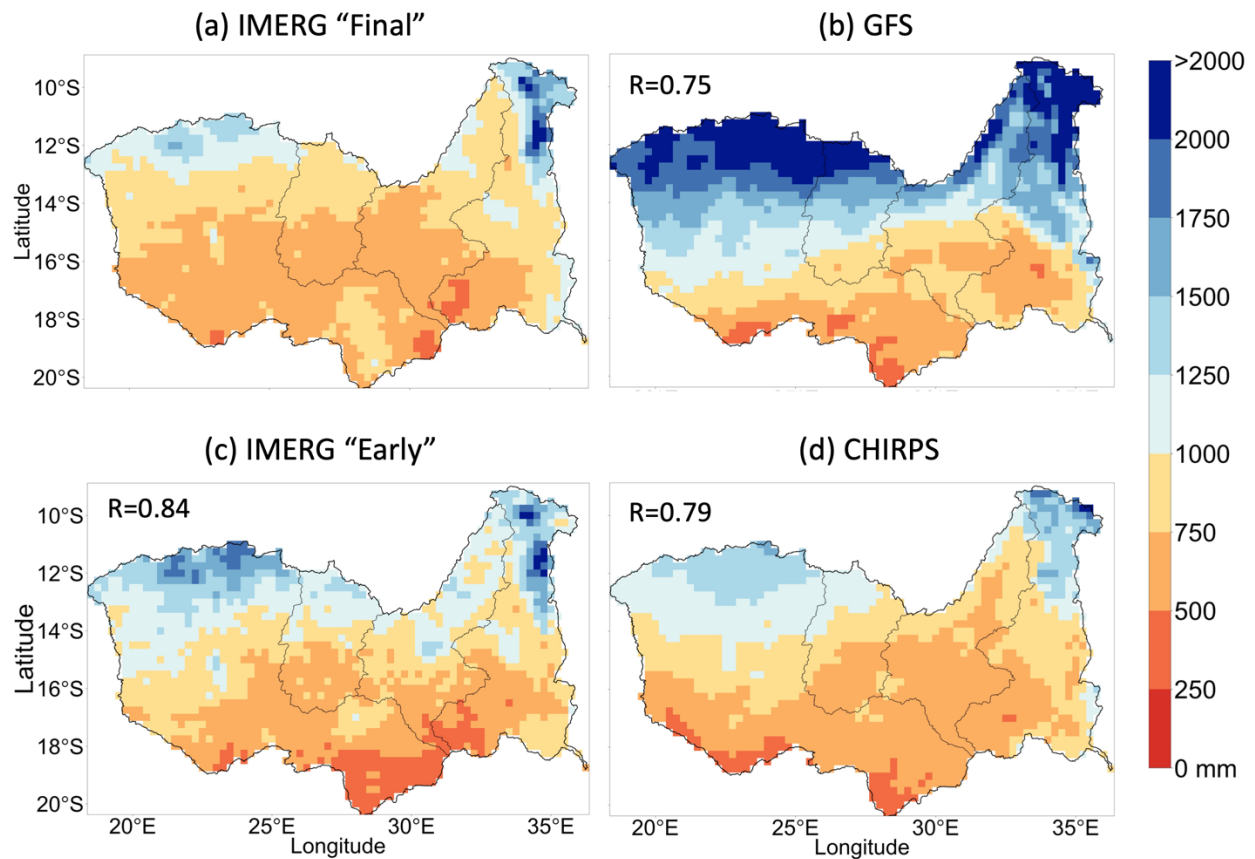 (a) IMERG “Final”
(b) GFS
R=0.75
10°S
12°S
14°S
16°S
18°S
20°S
Latitude
>2000
2000
1750
1500
1250
1000
750
500
250
0 mm
(c) IMERG “Early”
(d) CHIRPS
R=0.84
R=0.79
10°S
12°S
14°S
16°S
18°S
20°S
Latitude
20°E
25°E
30°E
35°E
Longitude
20°E
25°E
30°E
35°E
Longitude